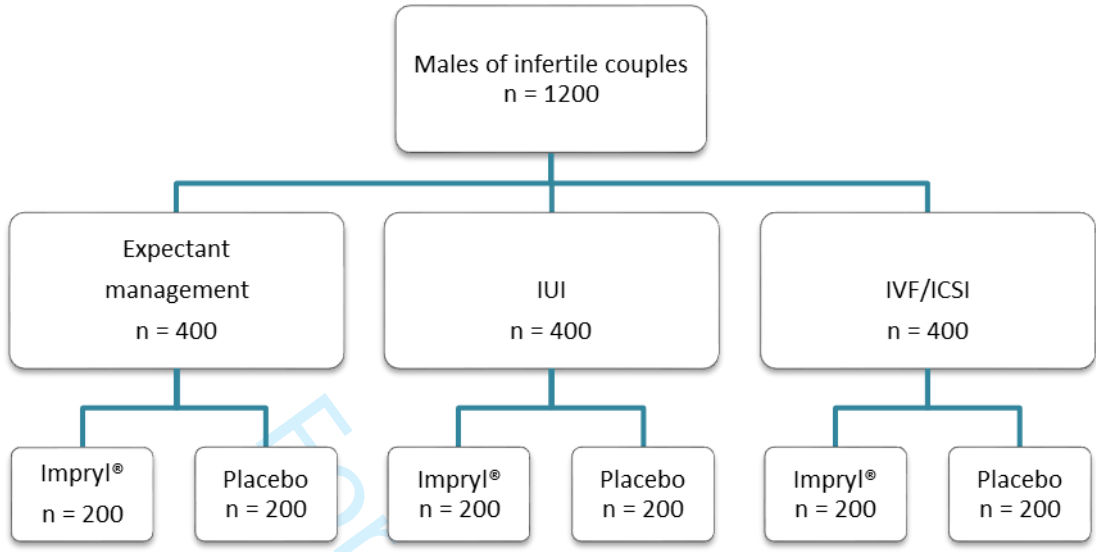 Males of infertile couples
n = 1200
Expectant
management
n = 400
IUI
n = 400
IVF/ICSI
n = 400
Impryl®
n = 200
Placebo
n = 200
Impryl®
n = 200
Placebo
n = 200
Impryl®
n = 200
Placebo
n = 200
For